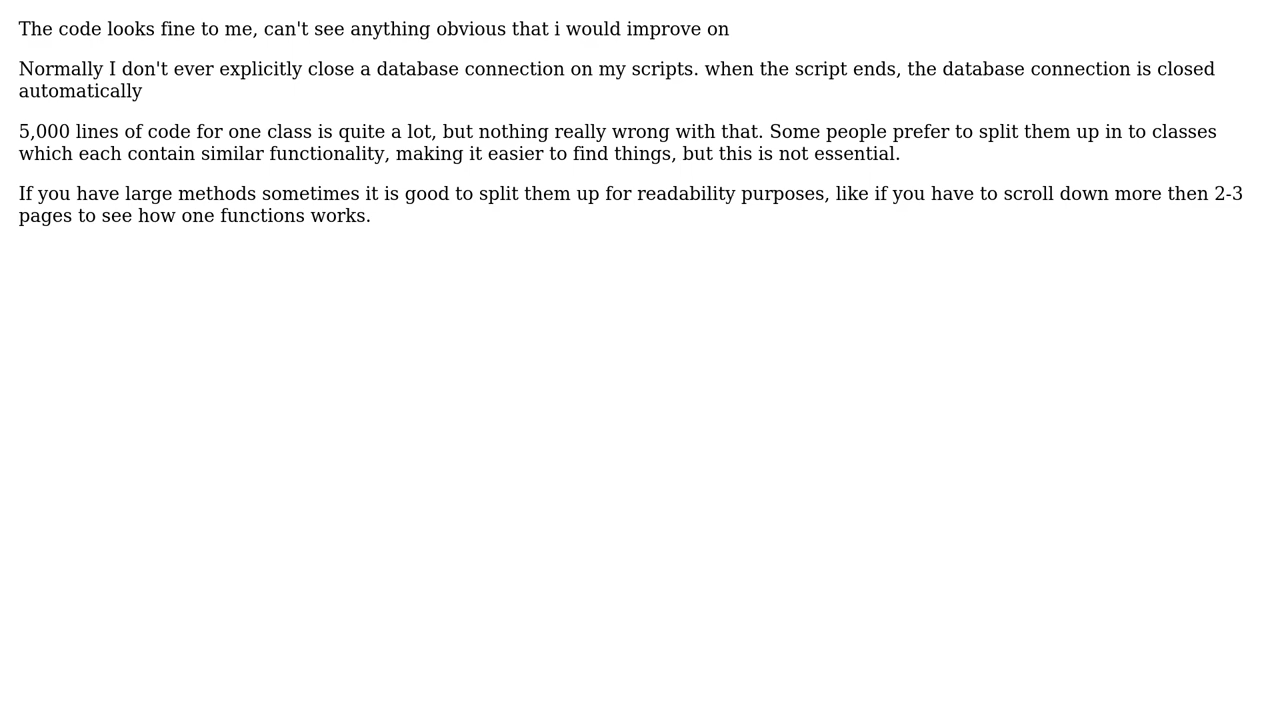 The code looks fine to me, can't see anything obvious that i would improve on
Normally I don't ever explicitly close a database connection on my scripts. when the script ends, the database connection is closed
automatically
5,000 lines of code for one class is quite a lot, but nothing really wrong with that. Some people prefer to split them up in to classes
which each contain similar functionality, making it easier to find things, but this is not essential.
If you have large methods sometimes it is good to split them up for readability purposes, like if you have to scroll down more then 2-3
pages to see how one functions works.